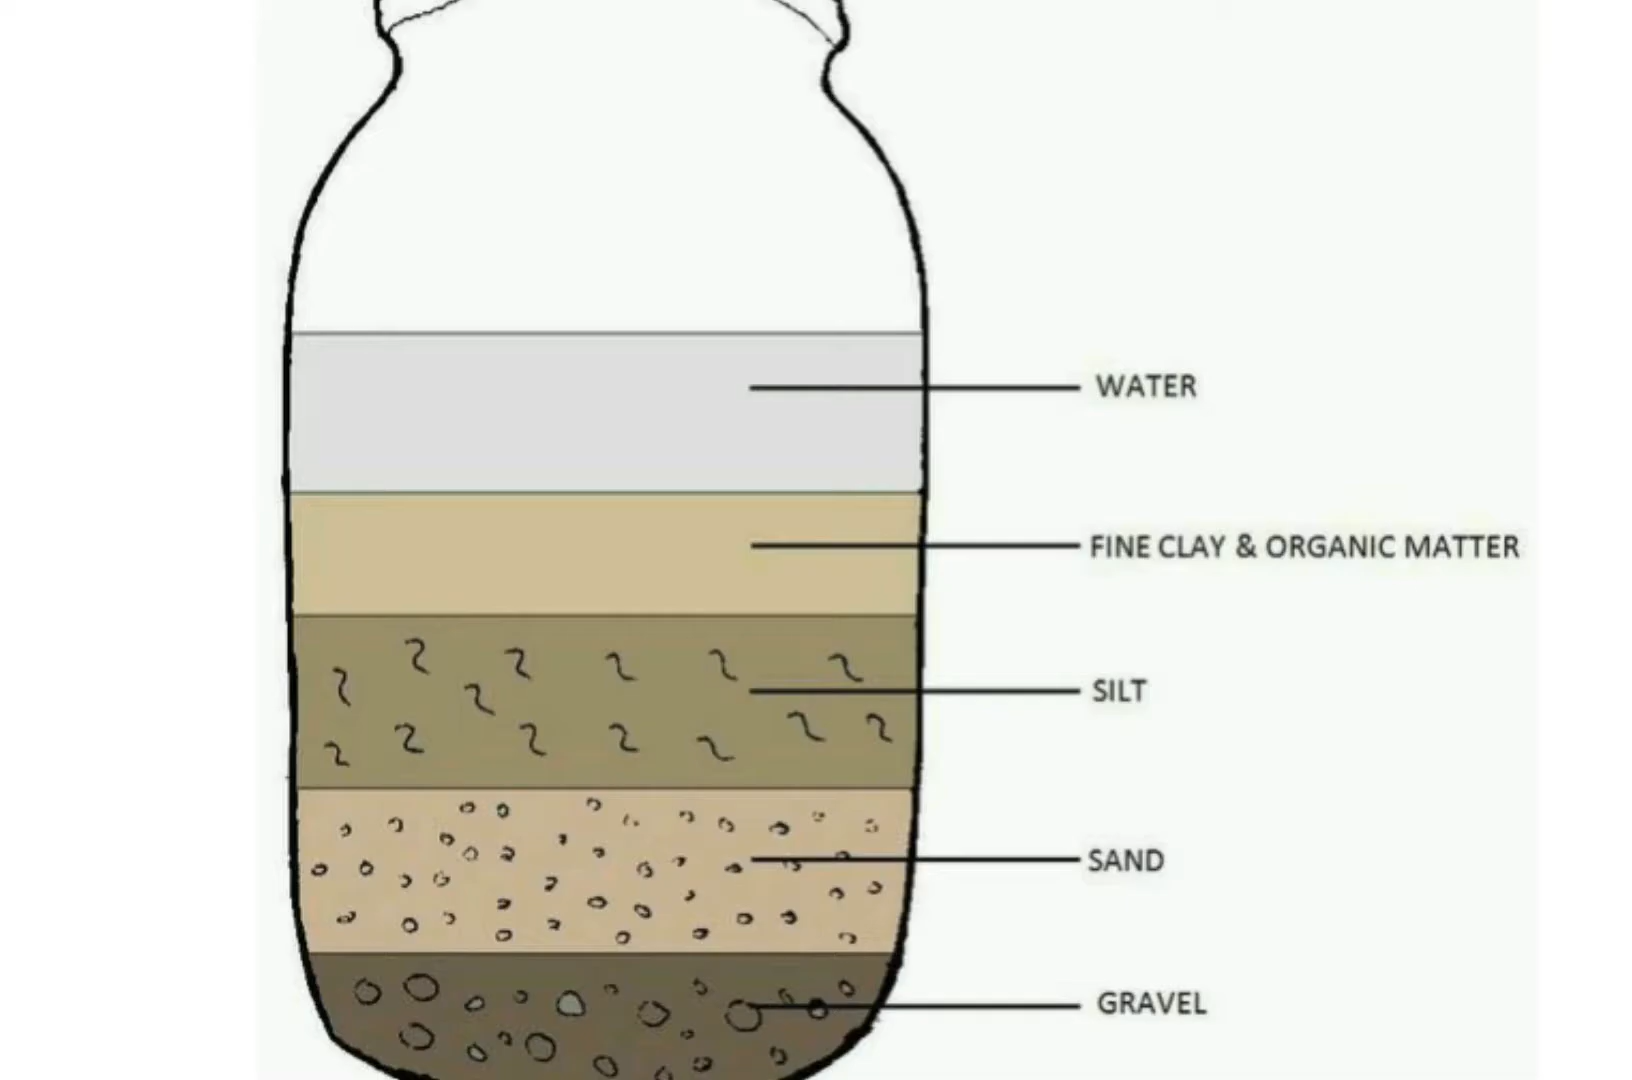 WATER
FINE CLAY & ORGANIC MATTER
SILT
SAND
GRAVEL